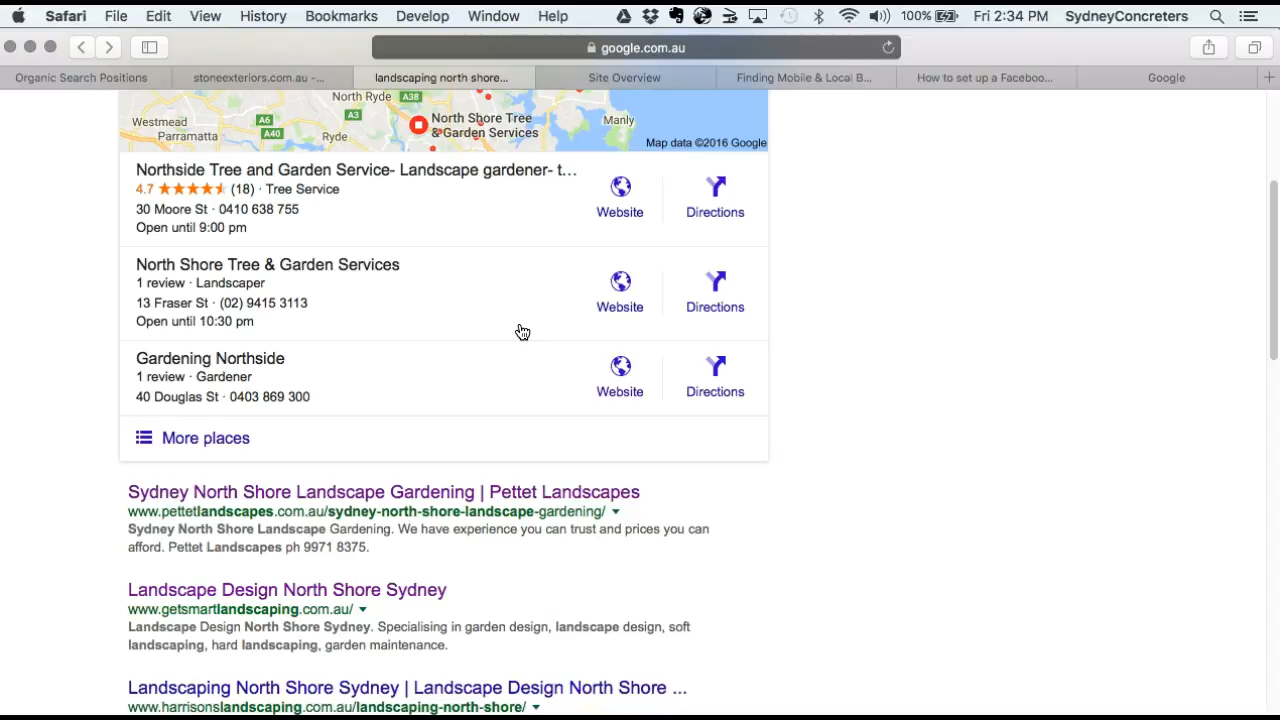 Safari File Edit View History Bookmarks Develop Window Help 100% Fri 2:34 PM SydneyConcreters
google.com.au
Organic Search Positions stoneexteriors.com.au -... landscaping north shore... Site Overview Finding Mobile & Local B... How to set up a Faceboo... Google
North Ryde A38
Westmead A6 A3 North Shore Tree & Garden Services Manly
Parramatta A40 Ryde
Map data ©2016 Google
Northside Tree and Garden Service- Landscape gardener- t...
4.7 (18) · Tree Service
30 Moore St · 0410 638 755
Open until 9:00 pm
Website Directions
North Shore Tree & Garden Services
1 review · Landscaper
13 Fraser St · (02) 9415 3113
Open until 10:30 pm
Website Directions
Gardening Northside
1 review · Gardener
40 Douglas St · 0403 869 300
Website Directions
More places
Sydney North Shore Landscape Gardening | Pettet Landscapes
www.pettetlandscapes.com.au/sydney-north-shore-landscape-gardening/
Sydney North Shore Landscape Gardening. We have experience you can trust and prices you can
afford. Pettet Landscapes ph 9971 8375.
Landscape Design North Shore Sydney
www.getsmartlandscaping.com.au/
Landscape Design North Shore Sydney. Specialising in garden design, landscape design, soft
landscaping, hard landscaping, garden maintenance.
Landscaping North Shore Sydney | Landscape Design North Shore ...
www.harrisonslandscaping.com.au/landscaping-north-shore/